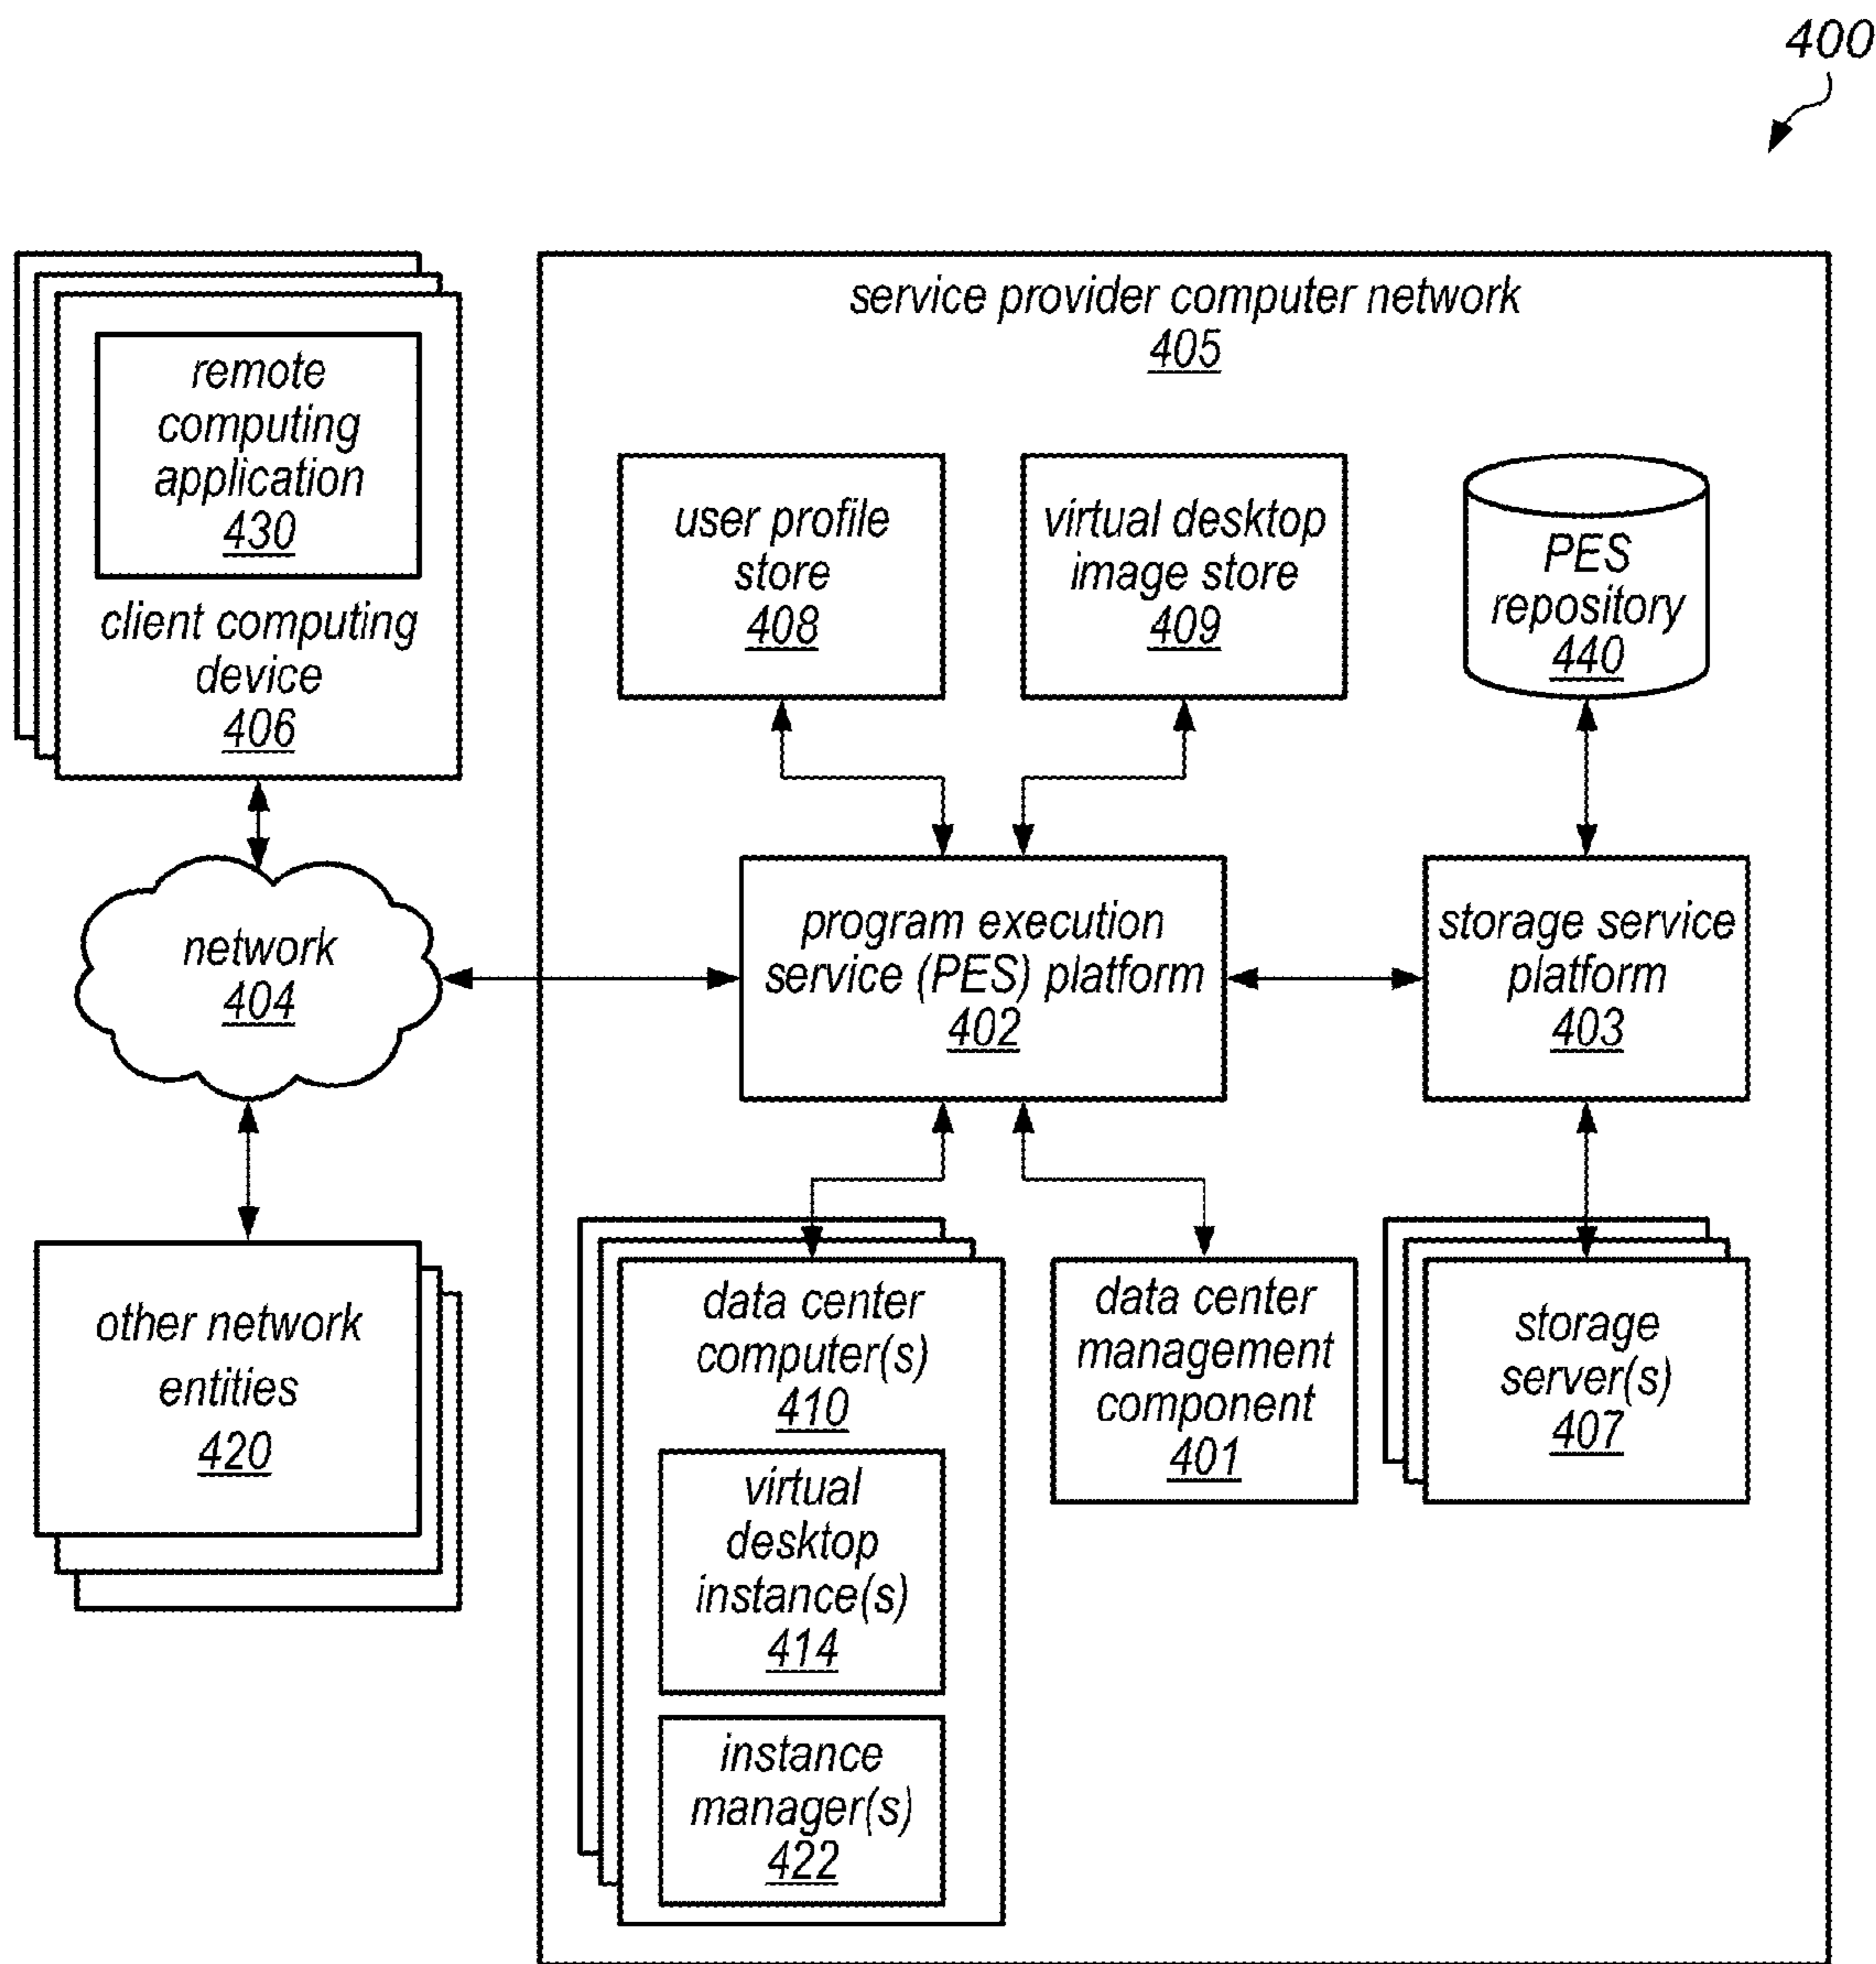 400
remote
computing
application
430
client computing
device
406
network
404
other network
entities
420
service provider computer network
405
user profile
store
408
virtual desktop
image store
409
PES
repository
440
program execution
service (PES) platform
402
storage service
platform
403
data center
computer(s)
410
virtual
desktop
instance(s)
414
instance
manager(s)
422
data center
management
component
401
storage
server(s)
407